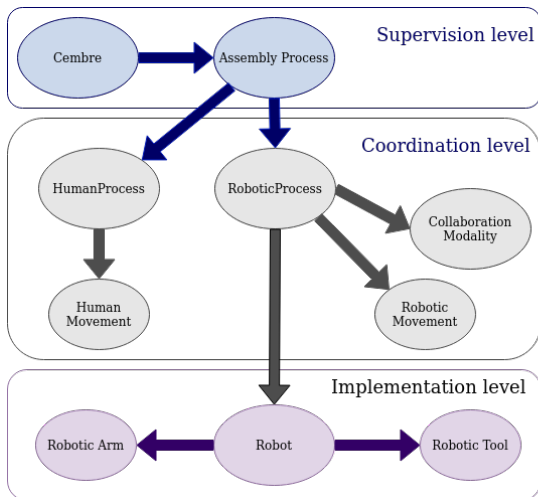 Supervision level
Cembre
Assembly Process
Coordination level
HumanProcess
RoboticProcess
Collaboration
Modality
Human
Movement
Robotic
Movement
Implementation level
Robotic Arm
Robot
Robotic Tool